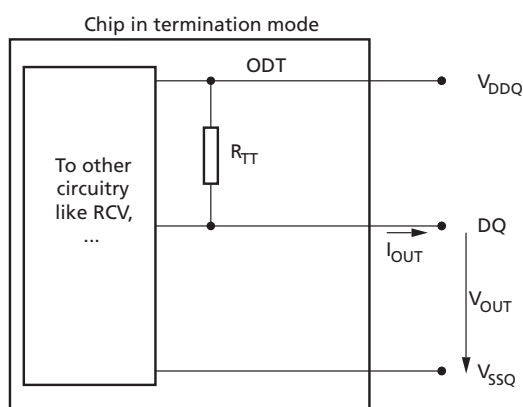 Chip in termination mode
ODT
V_DDQ
R_TT
To other
circuitry
like RCV,
...
DQ
I_OUT
V_OUT
V_SSQ